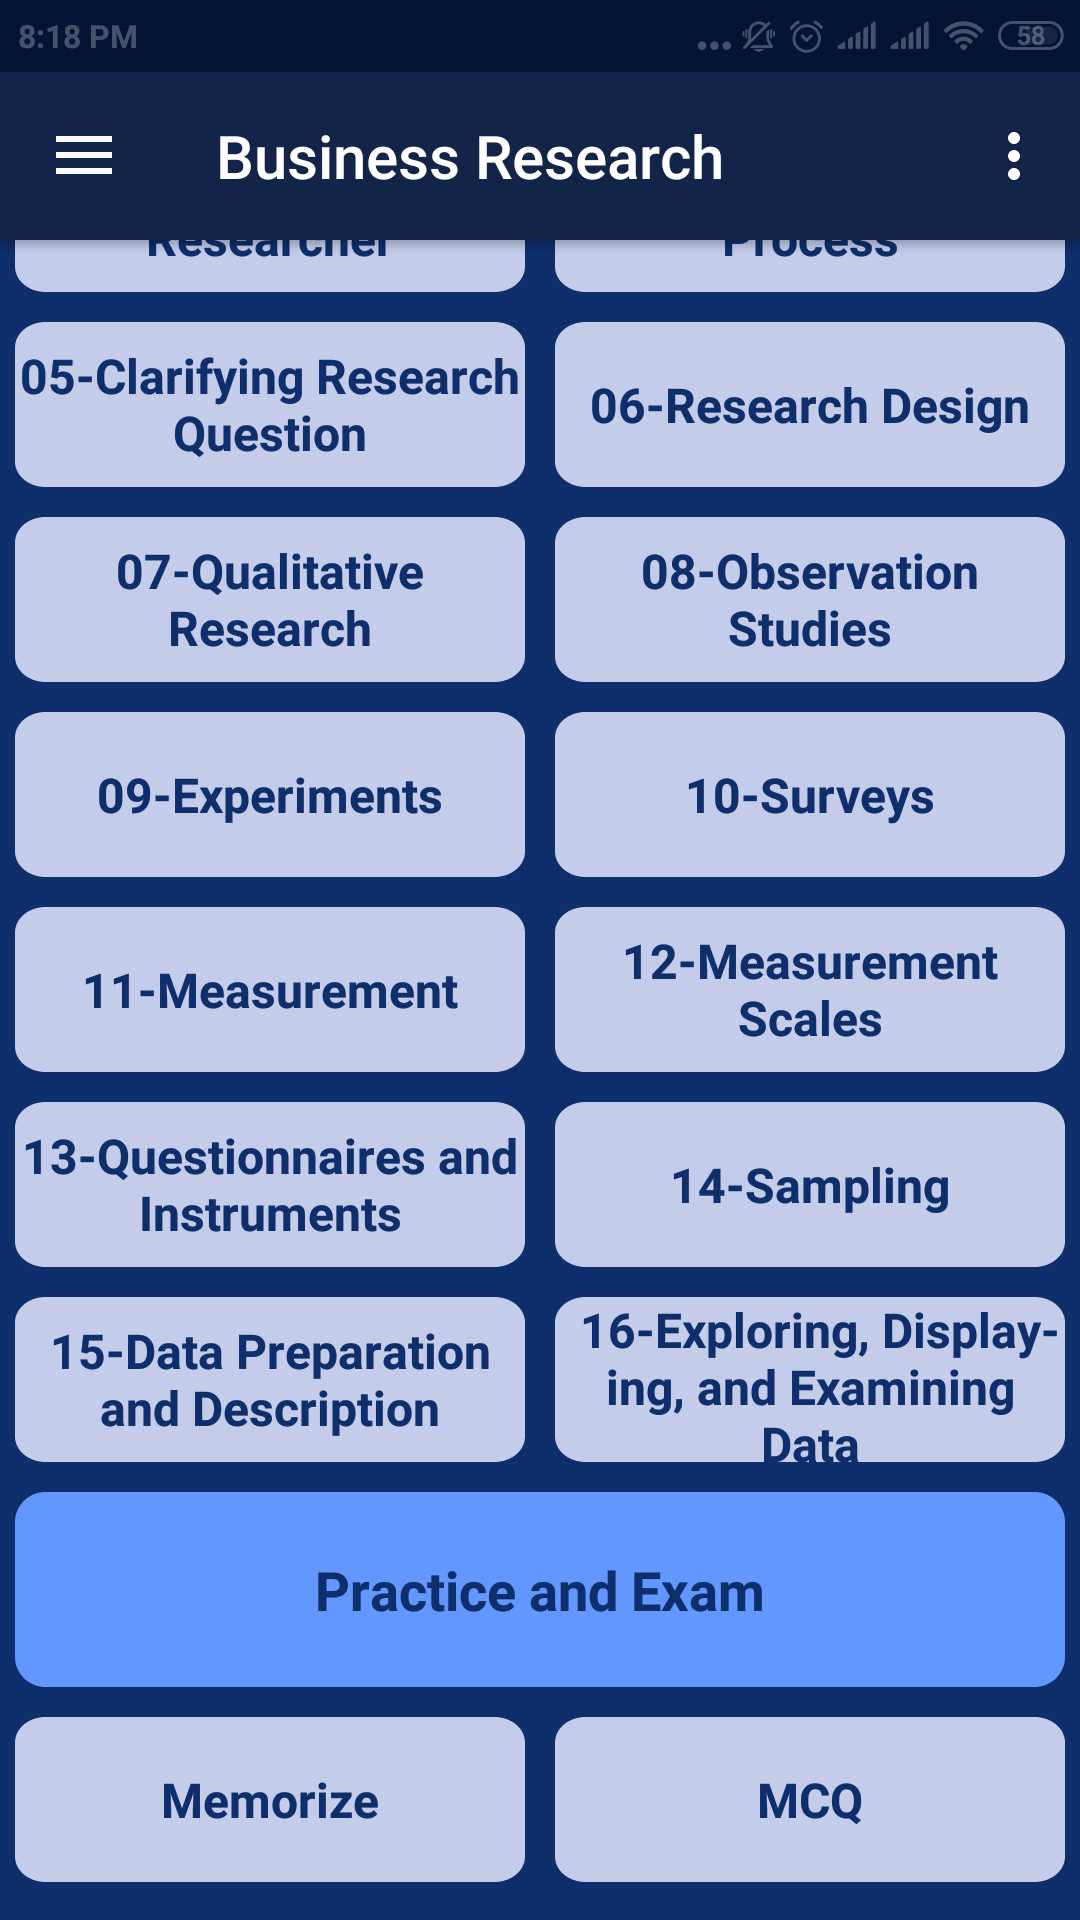 8:18 PM
58
Business Research
Researcher
Process
05-Clarifying Research
Question
06-Research Design
07-Qualitative
Research
08-Observation
Studies
09-Experiments
10-Surveys
11-Measurement
12-Measurement
Scales
13-Questionnaires and
Instruments
14-Sampling
15-Data Preparation
and Description
16-Exploring, Display-
ing, and Examining
Data
Practice and Exam
Memorize
MCQ